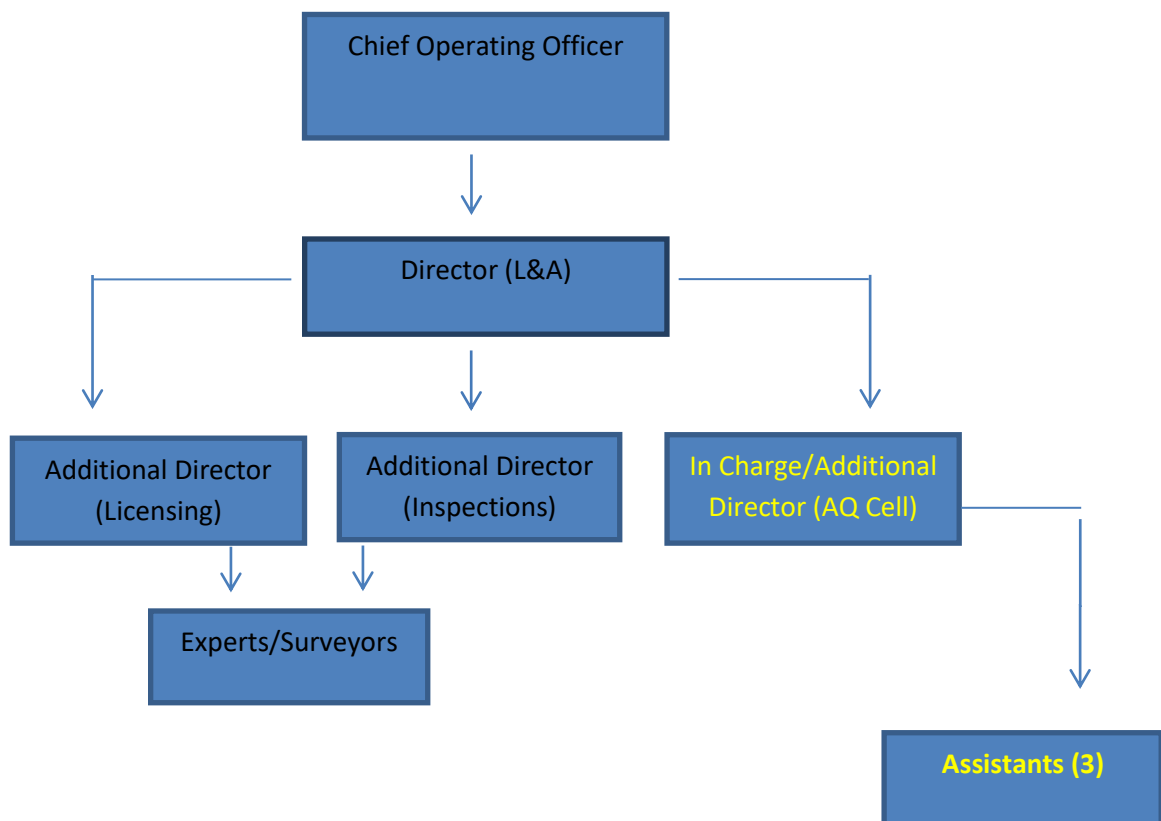 Chief Operating Officer
Director (L&A)
Additional Director
(Licensing)
Additional Director
(Inspections)
In Charge/Additional
Director (AQ Cell)
Experts/Surveyors
Assistants (3)